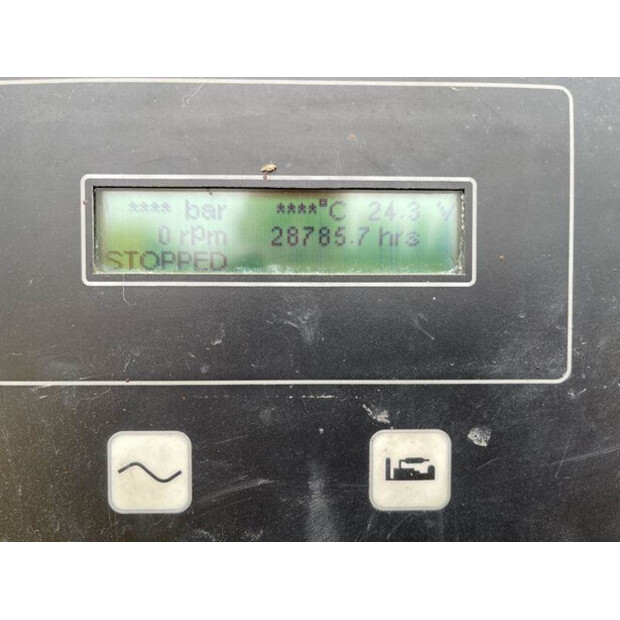 **** bar ****°C 24.3 V
0 rpm 28785.7 hrs
STOPPED